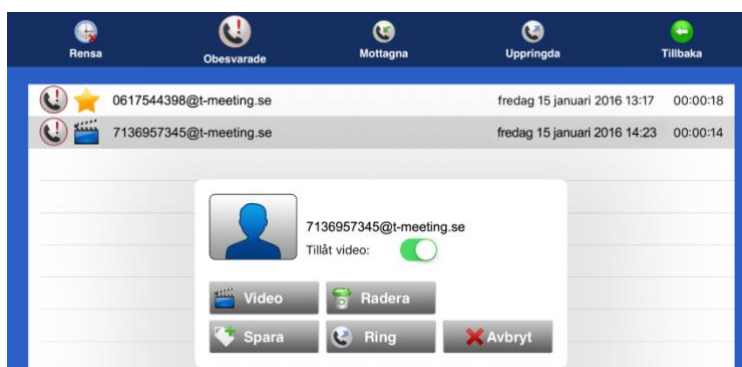 Rensa Obesvarade Mottagna Uppringda Tillbaka
0617544398@t-meeting.se fredag 15 januari 2016 13:17 00:00:18
7136957345@t-meeting.se fredag 15 januari 2016 14:23 00:00:14
7136957345@t-meeting.se
Tillåt video:
Video Radera
Spara Ring Avbryt